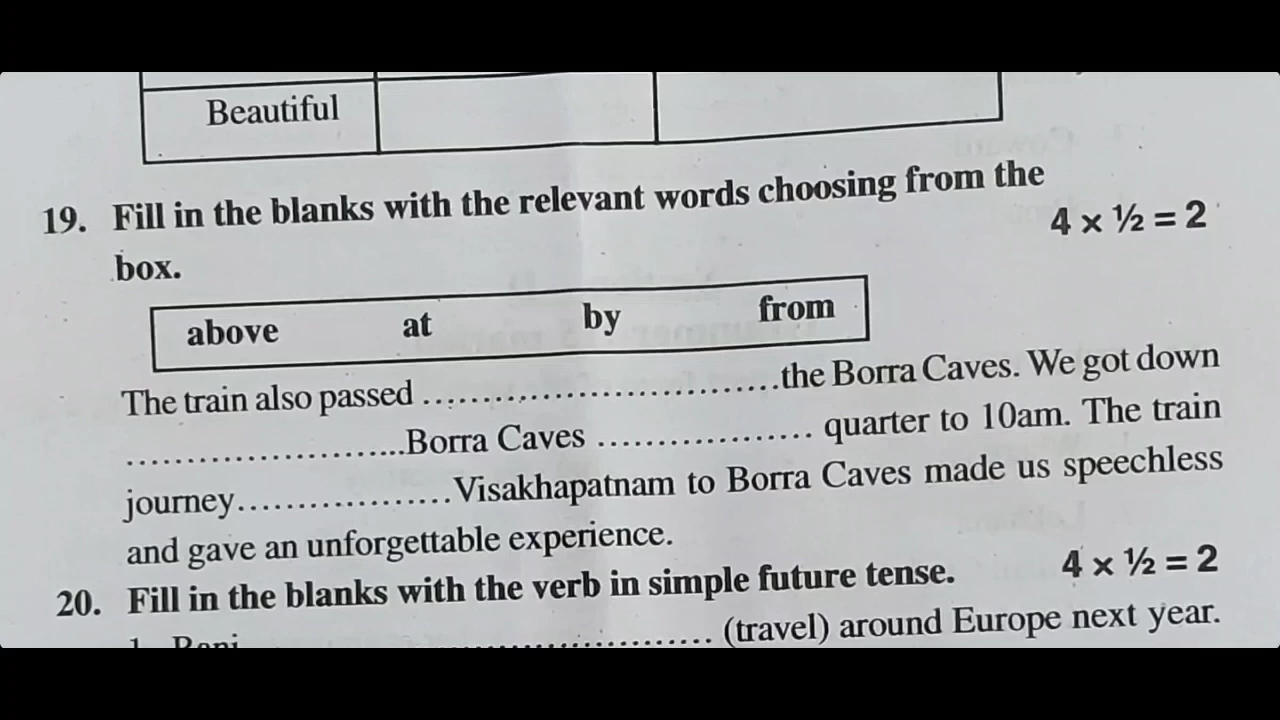 Beautiful
19. Fill in the blanks with the relevant words choosing from the
box. 4 x ½ = 2
above at by from
The train also passed ..............................the Borra Caves. We got down
.......................Borra Caves .................. quarter to 10am. The train
journey..................Visakhapatnam to Borra Caves made us speechless
and gave an unforgettable experience.
20. Fill in the blanks with the verb in simple future tense. 4 x ½ = 2
1. Rani .................. (travel) around Europe next year.